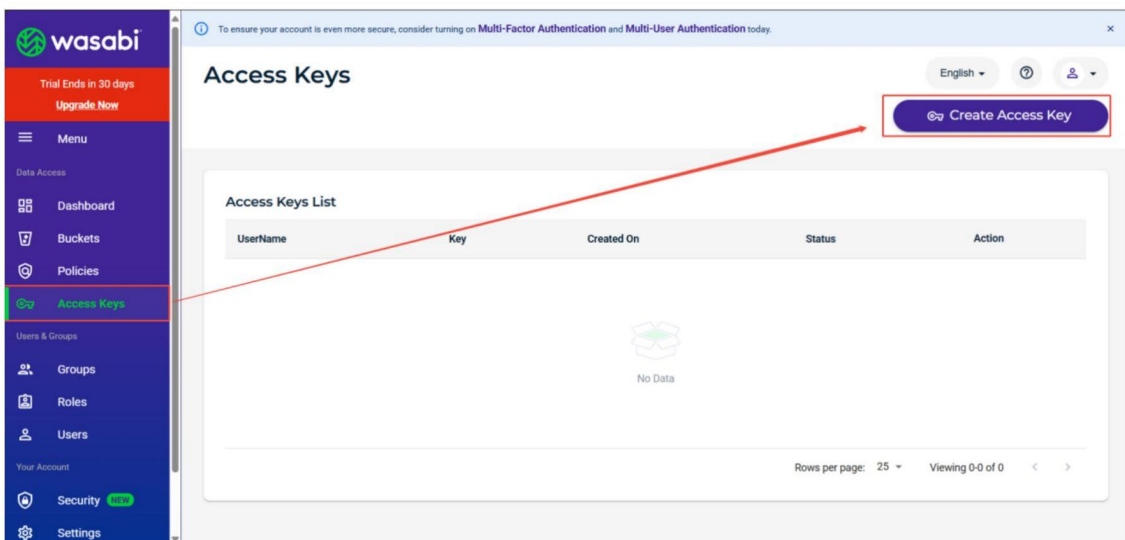 wasabi
Trial Ends in 30 days
Upgrade Now
Menu
Data Access
Dashboard
Buckets
Policies
Access Keys
Users & Groups
Groups
Roles
Users
Your Account
Security NEW
Settings
To ensure your account is even more secure, consider turning on Multi-Factor Authentication and Multi-User Authentication today.
Access Keys
English
Create Access Key
Access Keys List
UserName Key Created On Status Action
No Data
Rows per page: 25 Viewing 0-0 of 0